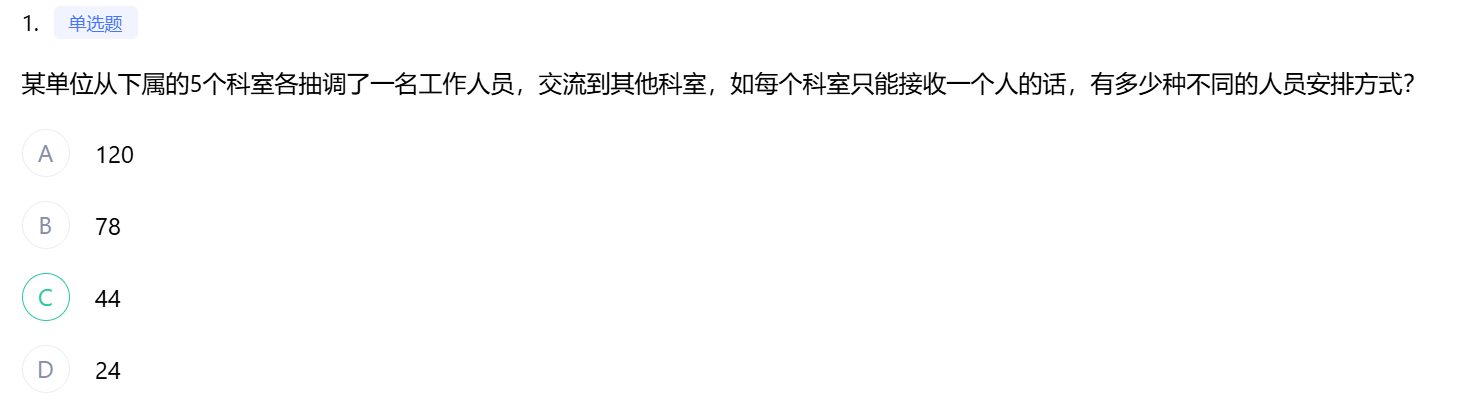 1. 单选题
某单位从下属的5个科室各抽调了一名工作人员，交流到其他科室，如每个科室只能接收一个人的话，有多少种不同的人员安排方式？
A 120
B 78
C 44
D 24